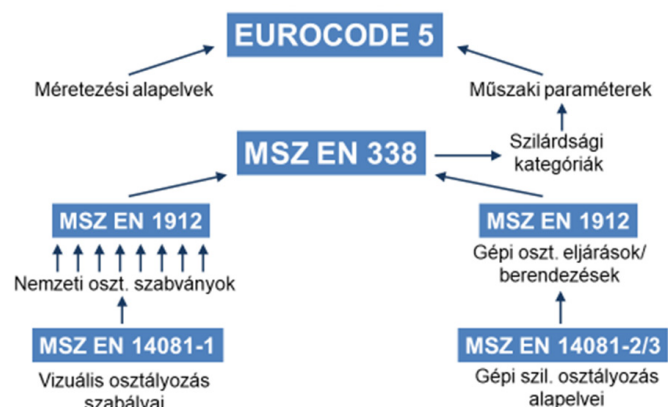 EUROCODE 5
Méretezési alapelvek
Műszaki paraméterek
MSZ EN 338
Szilárdsági
kategóriák
MSZ EN 1912
MSZ EN 1912
Nemzeti oszt. szabványok
Gépi oszt. eljárások/
berendezések
MSZ EN 14081-1
MSZ EN 14081-2/3
Vizuális osztályozás
szabályai
Gépi szil. osztályozás
alapelvei